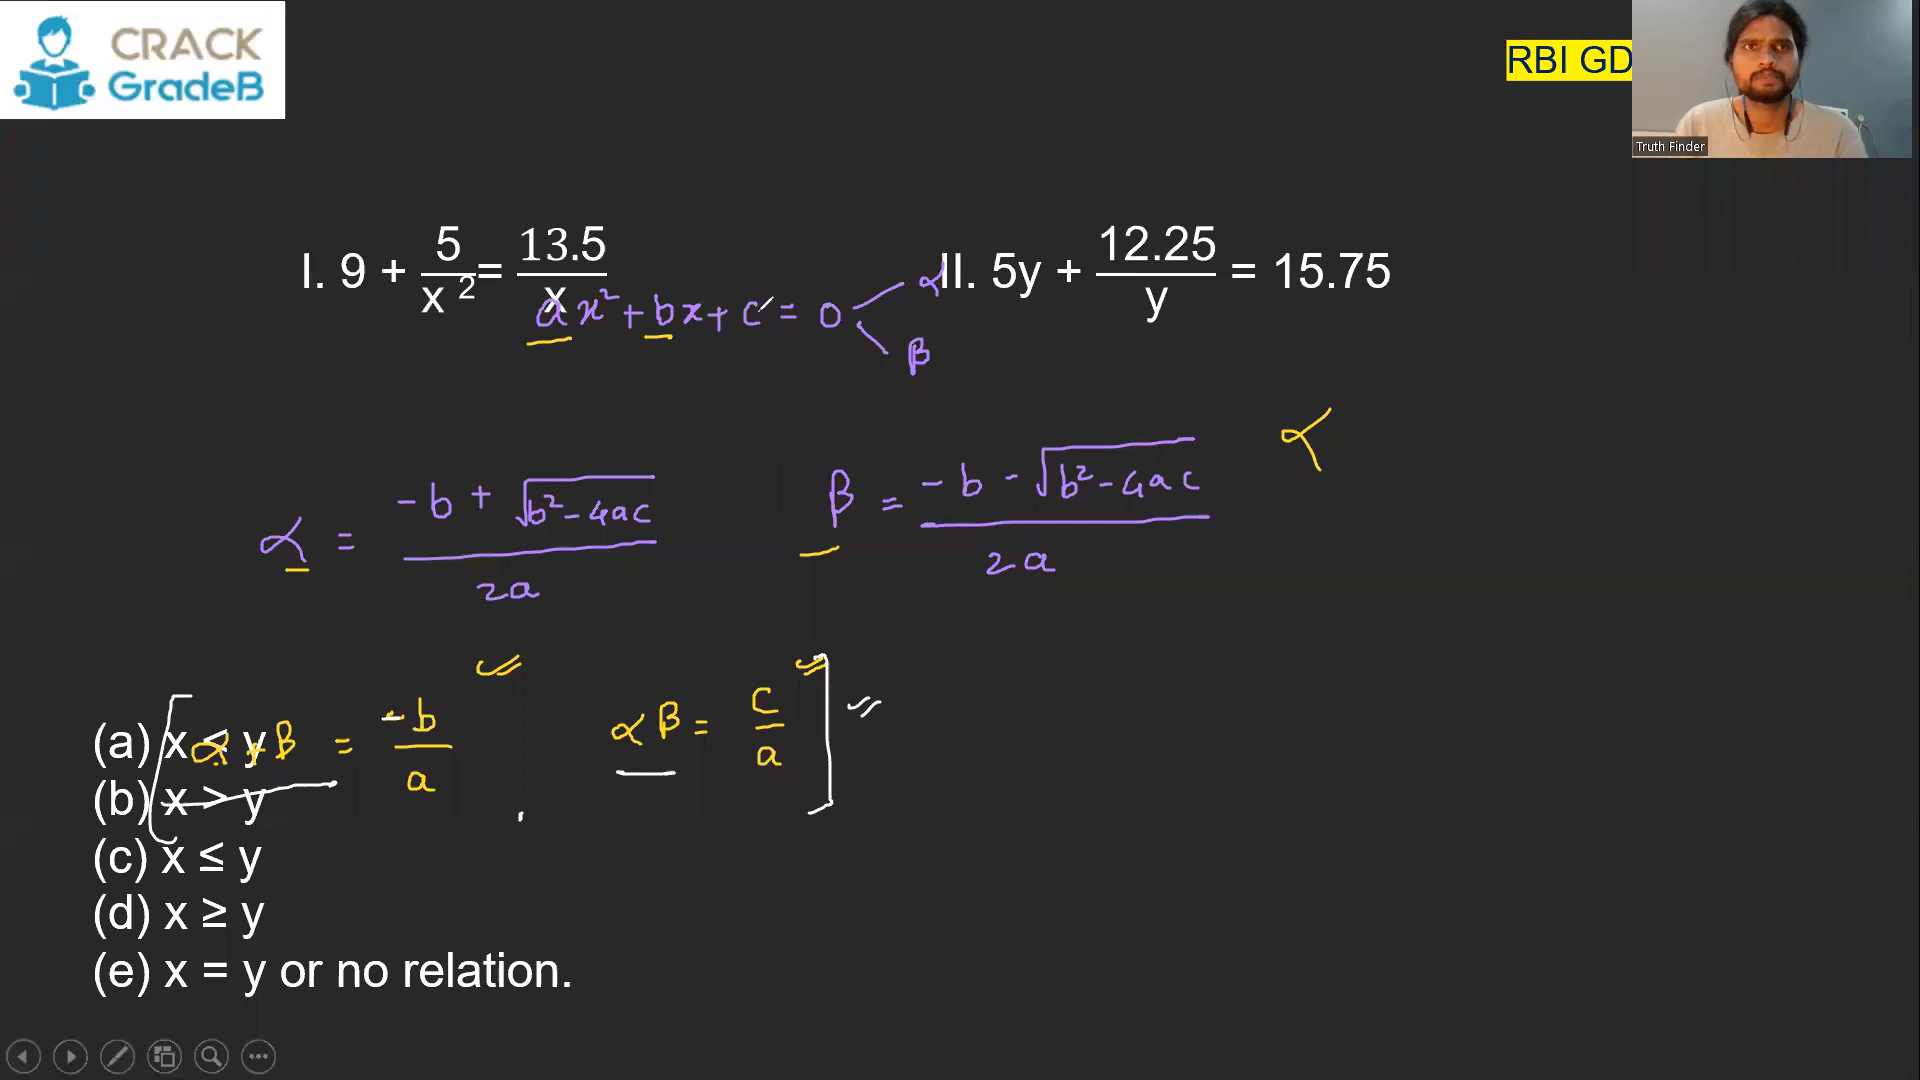 CRACK
GradeB
RBI GD
Truth Finder
I. 9 + 5/x² = 13.5/x
II. 5y + 12.25/y = 15.75
ax² + bx + c = 0
α
β
α
α = (-b + √(b² - 4ac))/2a
β = (-b - √(b² - 4ac))/2a
α + β = -b/a
αβ = c/a
(a) x < y
(b) x > y
(c) x ≤ y
(d) x ≥ y
(e) x = y or no relation.